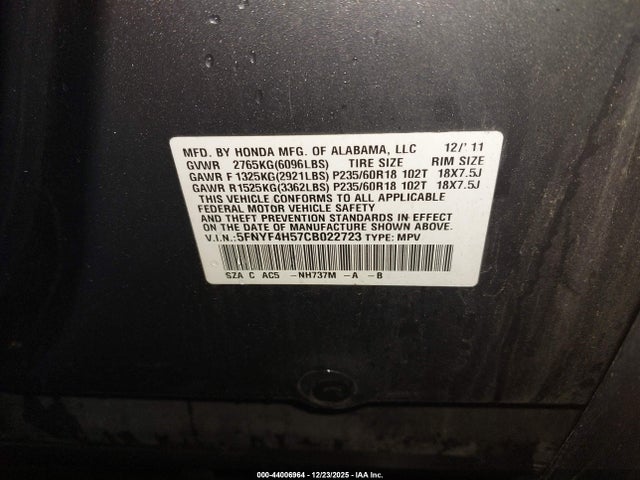 MFD. BY HONDA MFG. OF ALABAMA, LLC 12/'11
GVWR 2765KG(6096LBS) TIRE SIZE RIM SIZE
GAWR F 1325KG(2921LBS) P235/60R18 102T 18X7.5J
GAWR R1525KG(3362LBS) P235/60R18 102T 18X7.5J
THIS VEHICLE CONFORMS TO ALL APPLICABLE
FEDERAL MOTOR VEHICLE SAFETY
AND THEFT PREVENTION STANDARDS IN EFFECT
ON THE DATE OF MANUFACTURE SHOWN ABOVE.
V.I.N.:5FNYF4H57CB022723 TYPE: MPV
SZA C AC5 -NH737M -A -B
000-44006964 - 12/23/2025 - IAA Inc.